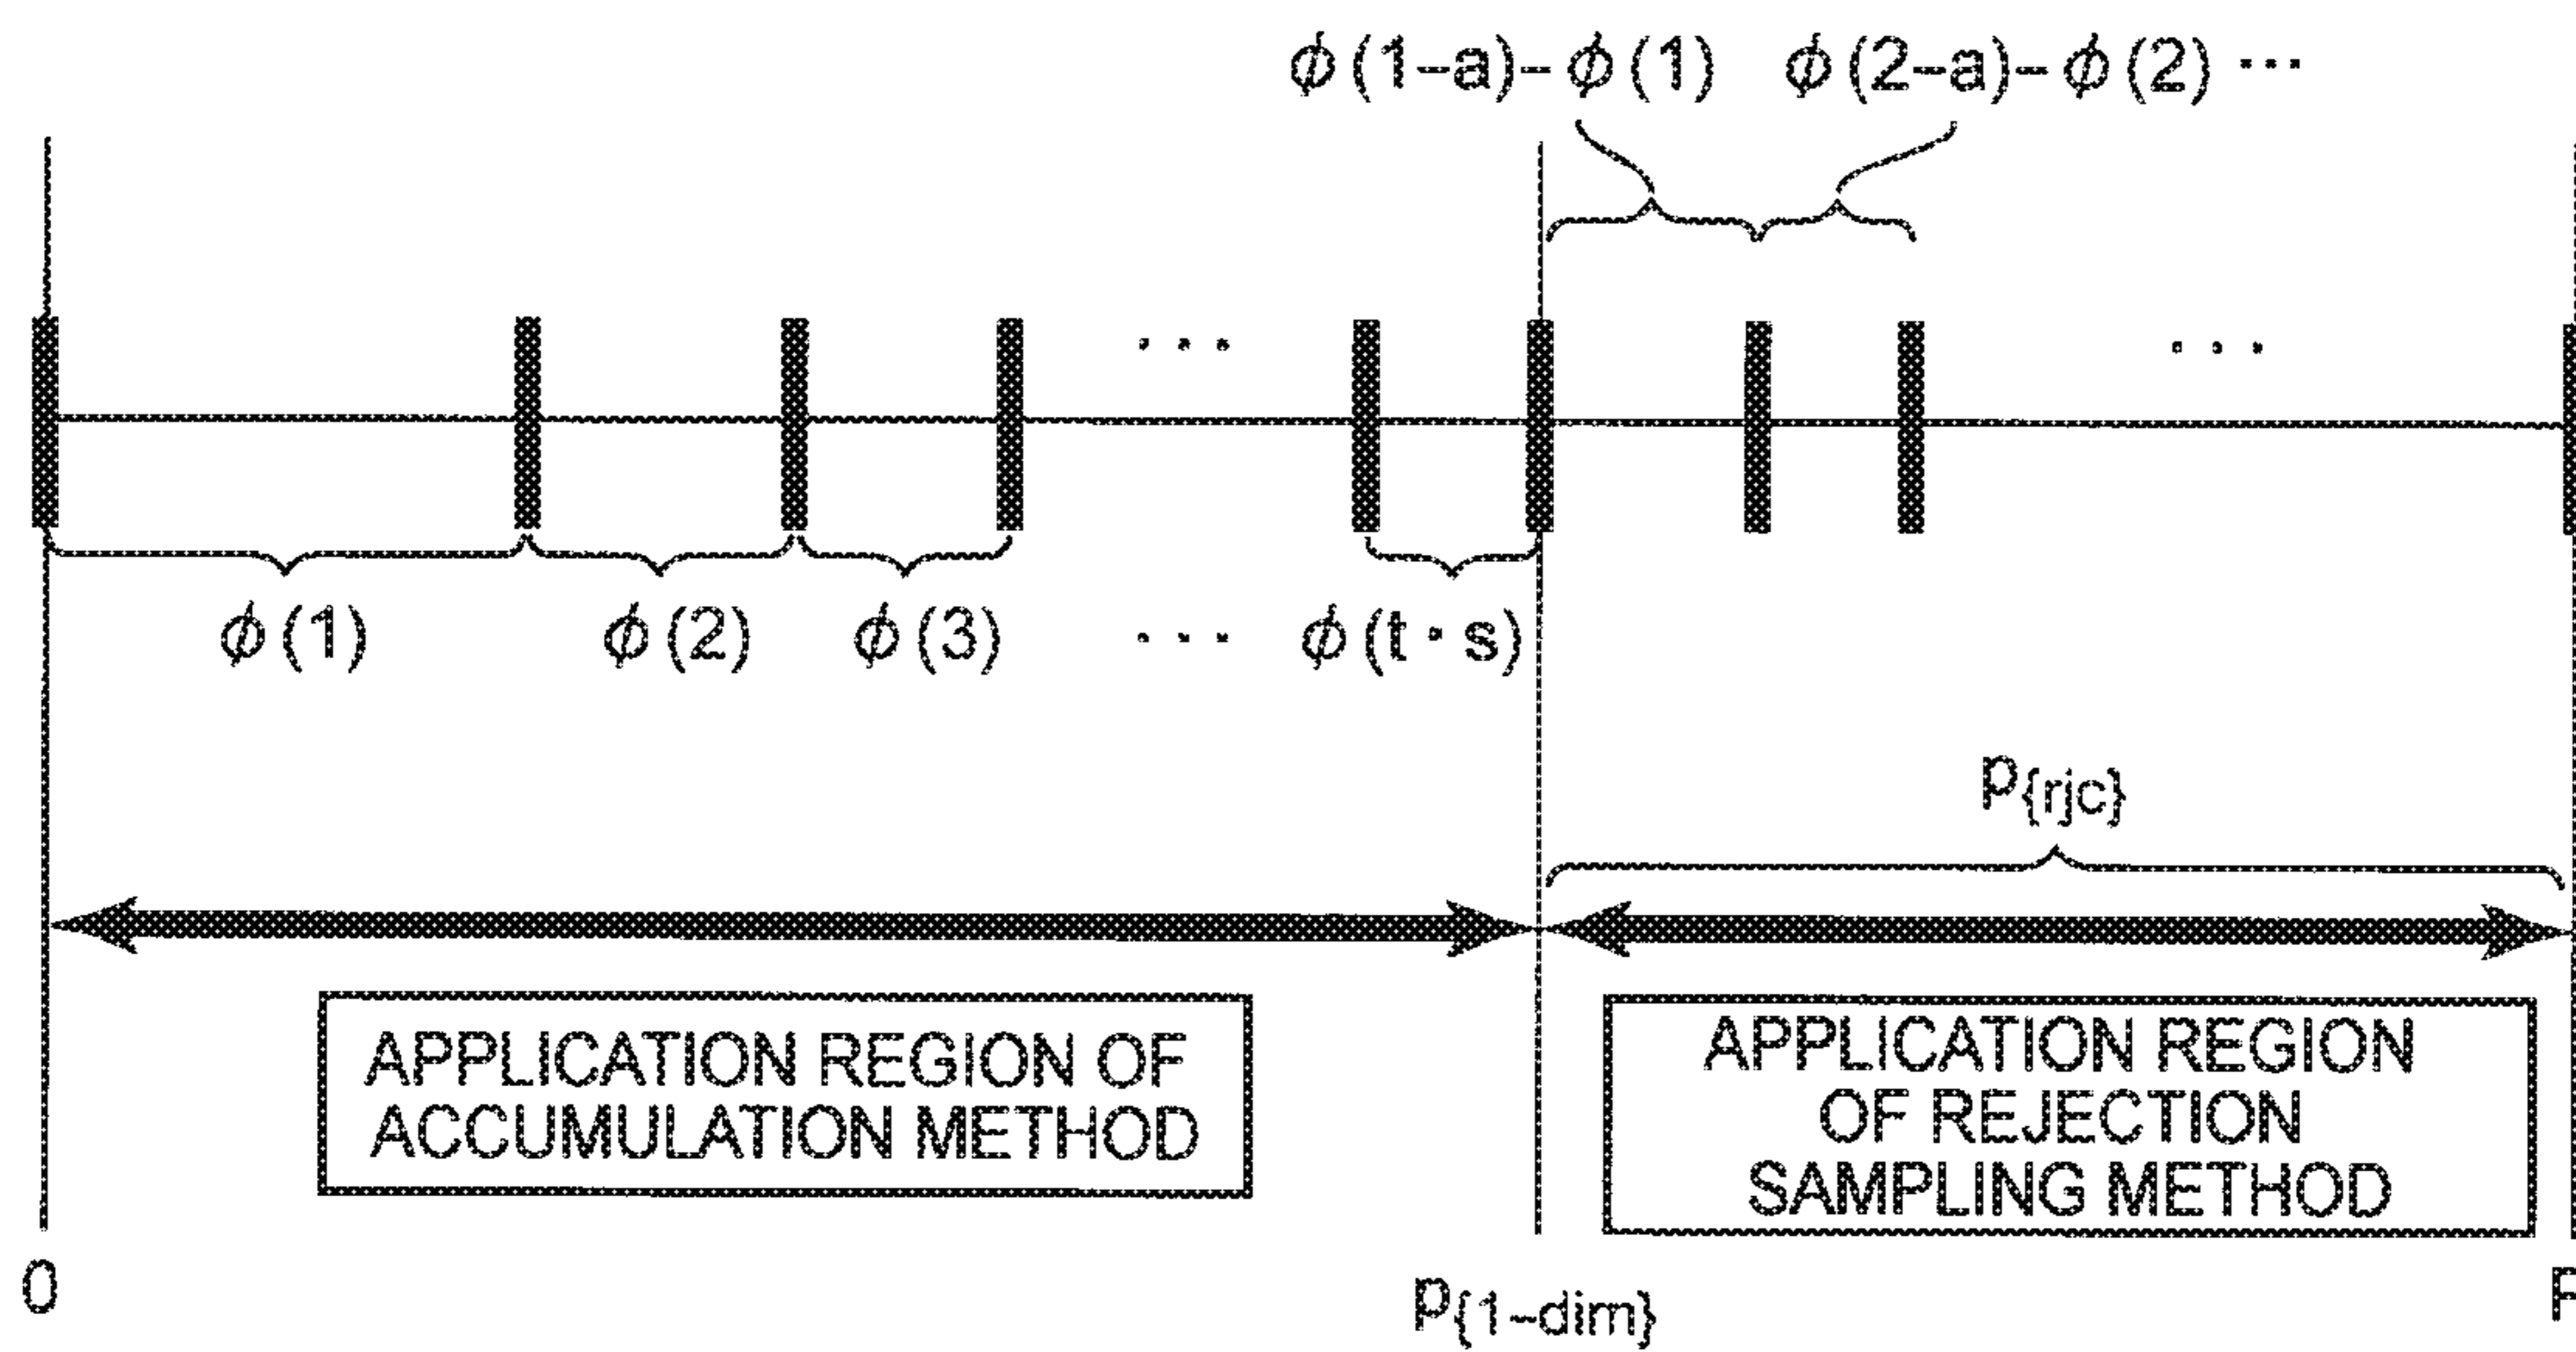 ϕ(1-a)-ϕ(1) ϕ(2-a)-ϕ(2) ...
... ...
ϕ(1) ϕ(2) ϕ(3) ... ϕ(t·s)
p{rjc}
APPLICATION REGION OF
ACCUMULATION METHOD
APPLICATION REGION
OF REJECTION
SAMPLING METHOD
0 p{1-dim}